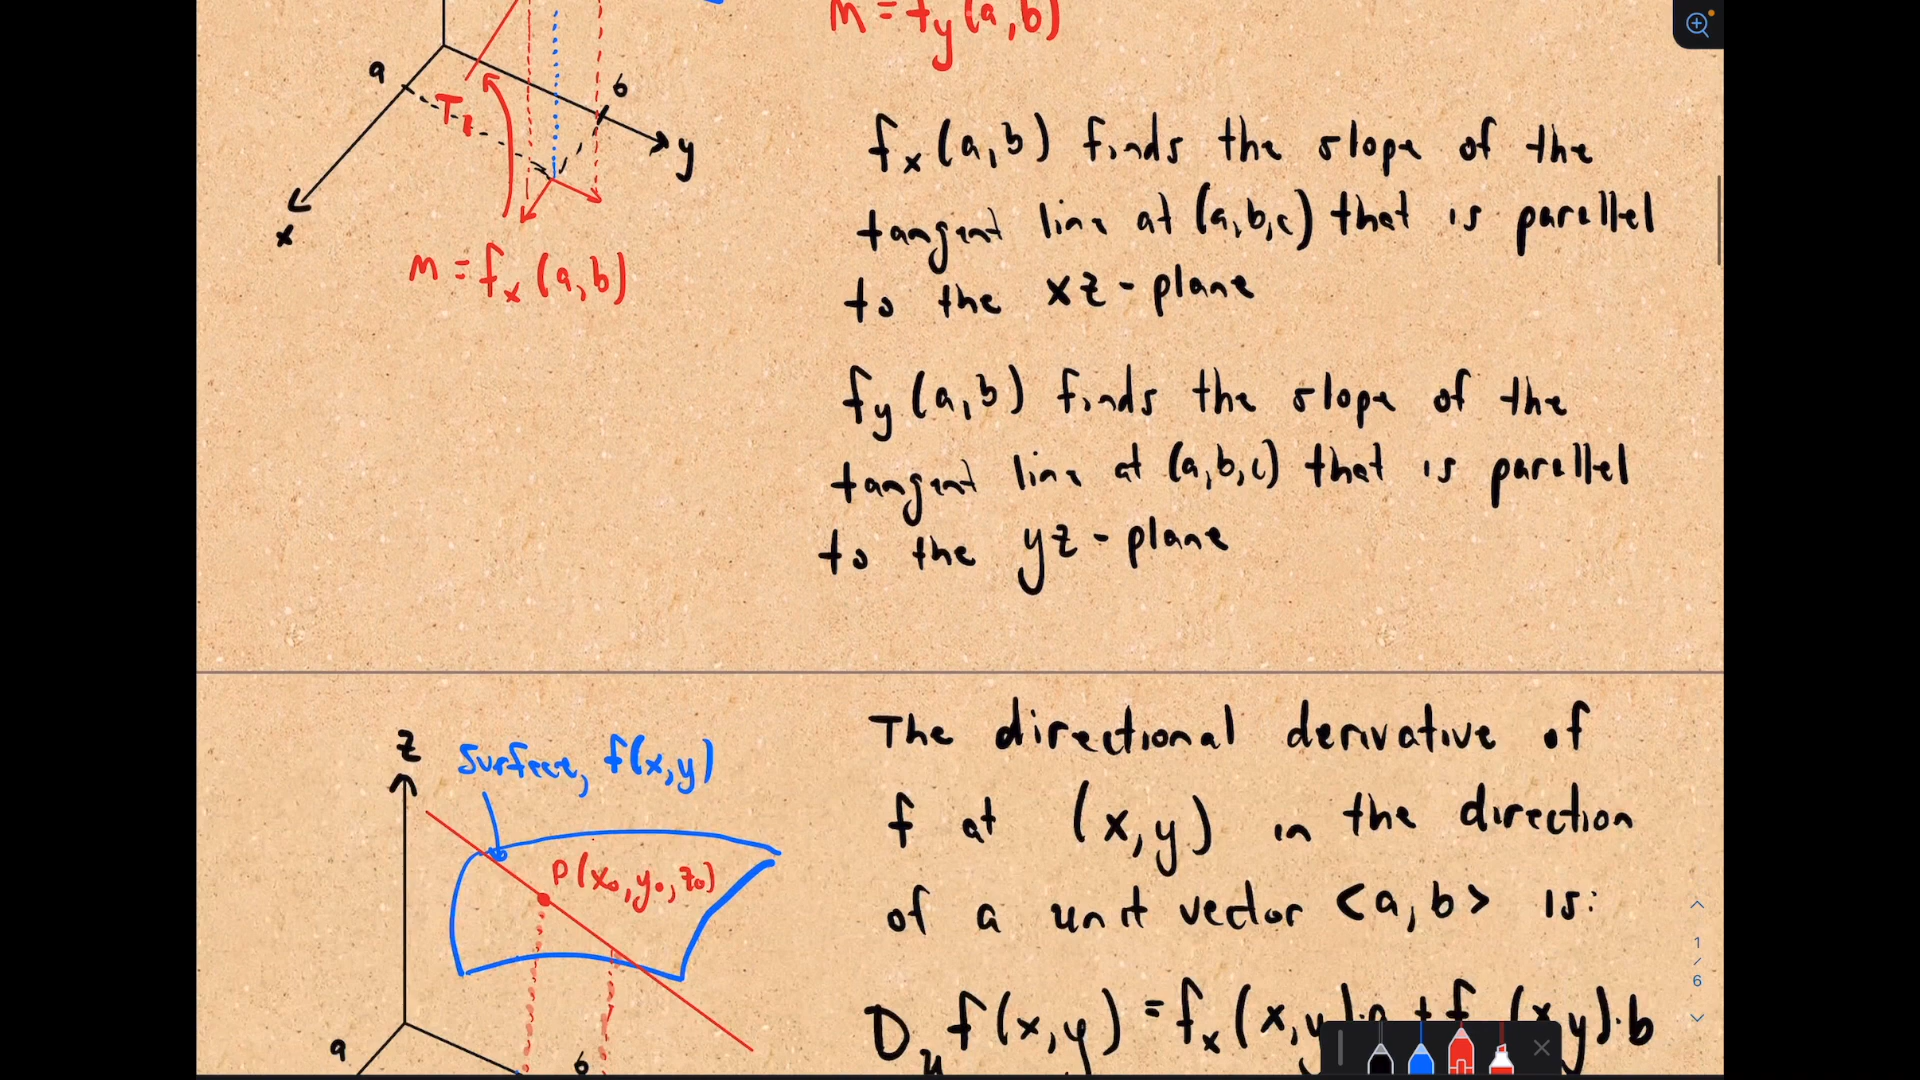 m = fy(a,b)
a
T
b
y
x
m = fx(a,b)
fx(a,b) finds the slope of the
tangent line at (a,b,c) that is parallel
to the xz-plane
fy(a,b) finds the slope of the
tangent line at (a,b,c) that is parallel
to the yz-plane
z
Surface, f(x,y)
P(x₀,y₀,z₀)
a
b
The directional derivative of
f at (x,y) in the direction
of a unit vector <a,b> is:
Du f(x,y) = fx(x,y)·a + f (x,y)·b
1
/
6